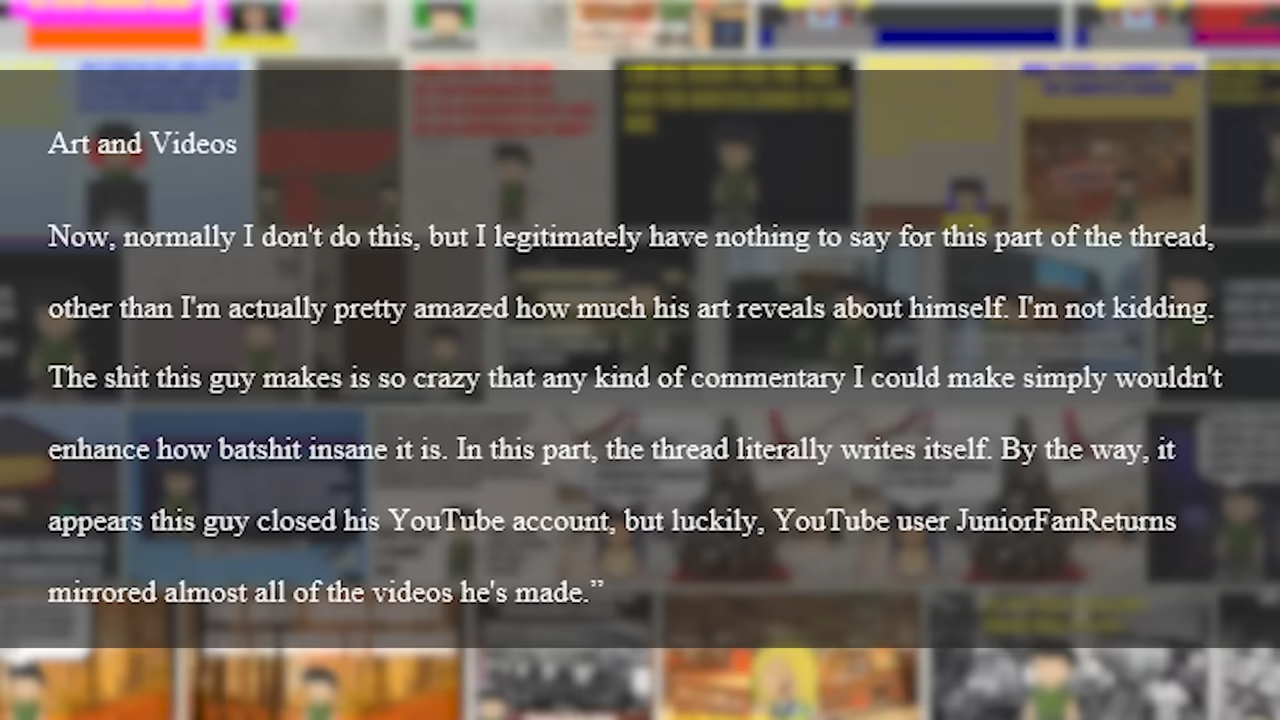 Art and Videos
Now, normally I don't do this, but I legitimately have nothing to say for this part of the thread,
other than I'm actually pretty amazed how much his art reveals about himself. I'm not kidding.
The shit this guy makes is so crazy that any kind of commentary I could make simply wouldn't
enhance how batshit insane it is. In this part, the thread literally writes itself. By the way, it
appears this guy closed his YouTube account, but luckily, YouTube user JuniorFanReturns
mirrored almost all of the videos he's made.”